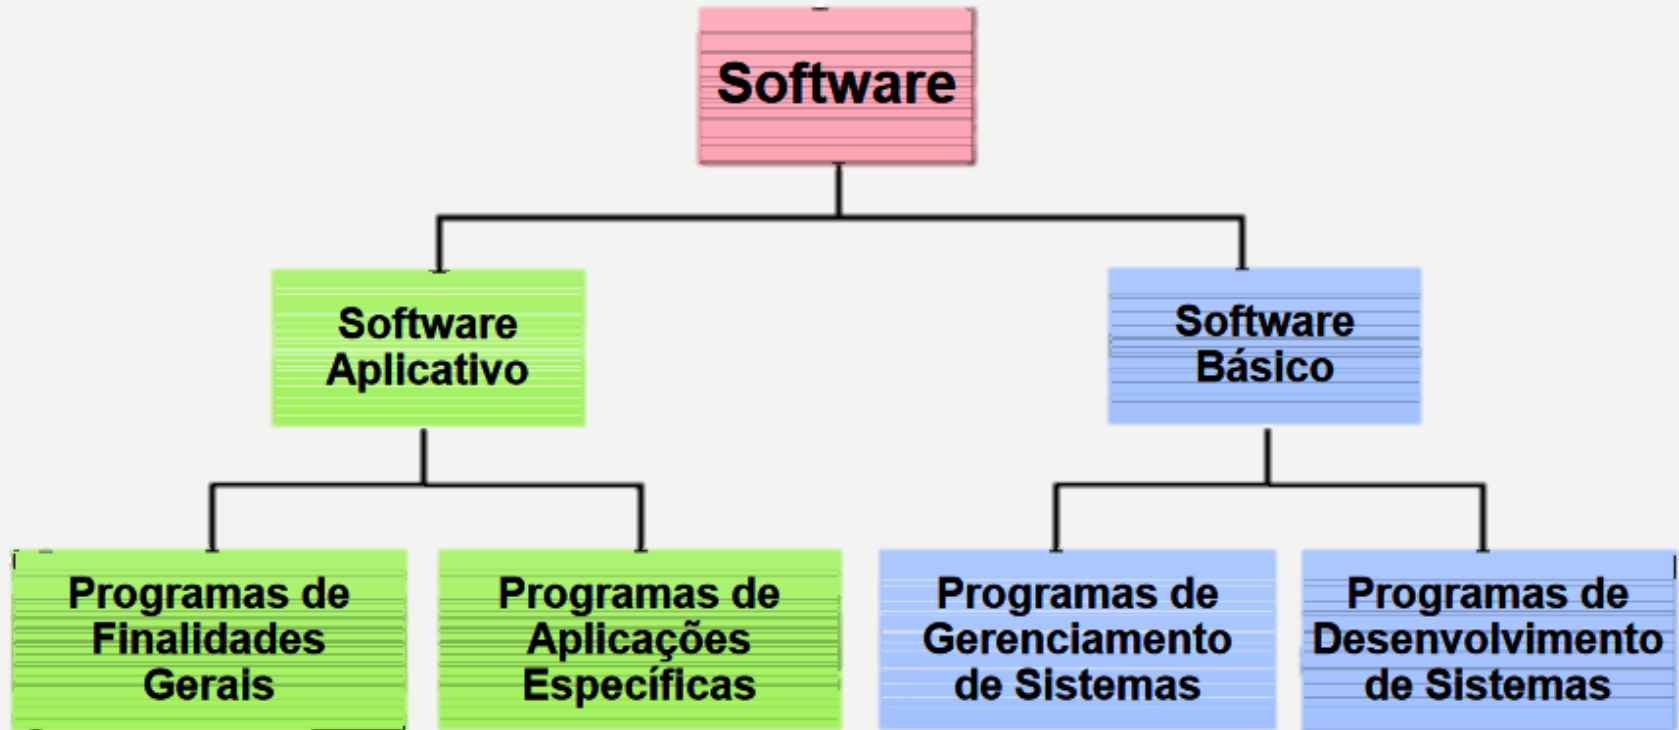 Software
Software
Aplicativo
Software
Básico
Programas de
Finalidades
Gerais
Programas de
Aplicações
Específicas
Programas de
Gerenciamento
de Sistemas
Programas de
Desenvolvimento
de Sistemas